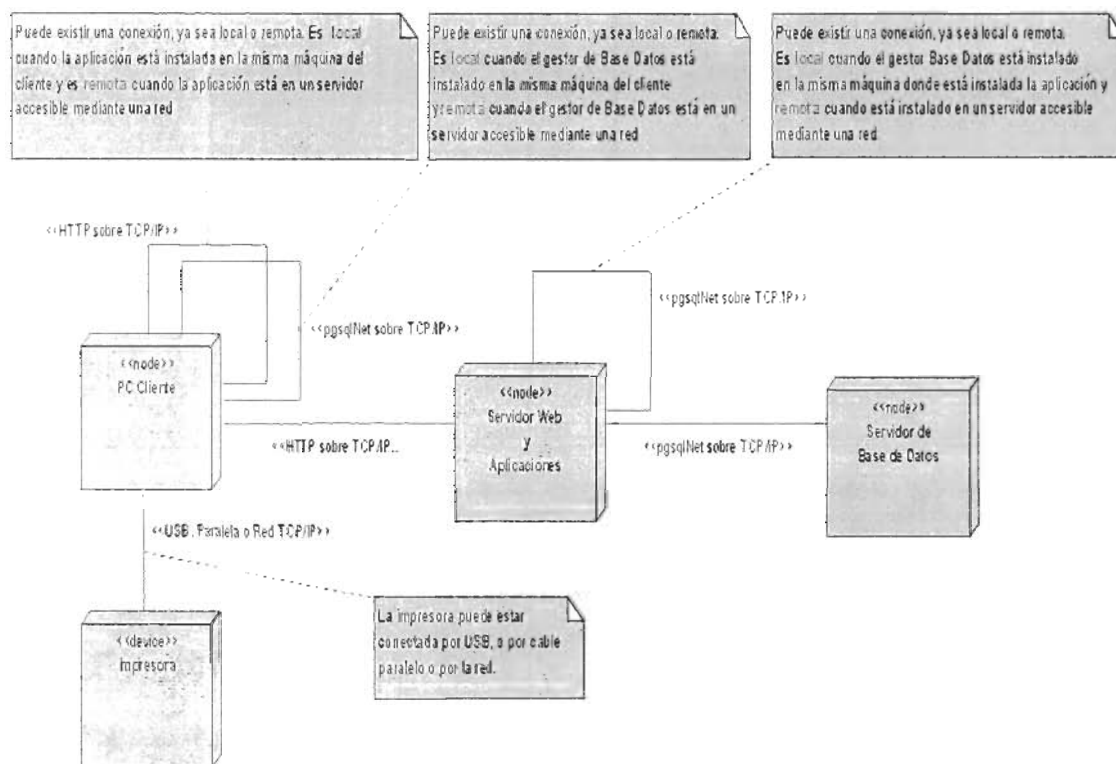 Puede existir una conexión, ya sea local o remota. Es local
cuando la aplicación está instalada en la misma máquina del
cliente y es remota cuando la aplicación está en un servidor
accesible mediante una red
Puede existir una conexión, ya sea local o remota.
Es local cuando el gestor de Base Datos está
instalado en la misma máquina del cliente
y remota cuando el gestor de Base Datos está en un
servidor accesible mediante una red
Puede existir una conexión, ya sea local o remota.
Es local cuando el gestor Base Datos está instalado
en la misma máquina donde está instalada la aplicación y
remota cuando está instalado en un servidor accesible
mediante una red
<<HTTP sobre TCP/IP>>
<<pgsqlNet sobre TCP/IP>>
<<pgsqlNet sobre TCP/IP>>
<<node>>
PC Cliente
<<node>>
Servidor Web
y
Aplicaciones
<<node>>
Servidor de
Base de Datos
<<HTTP sobre TCP/IP...
<<pgsqlNet sobre TCP/IP>>
<<USB, Paralela o Red TCP/IP>>
<<device>>
Impresora
La impresora puede estar
conectada por USB, o por cable
paralelo o por la red.